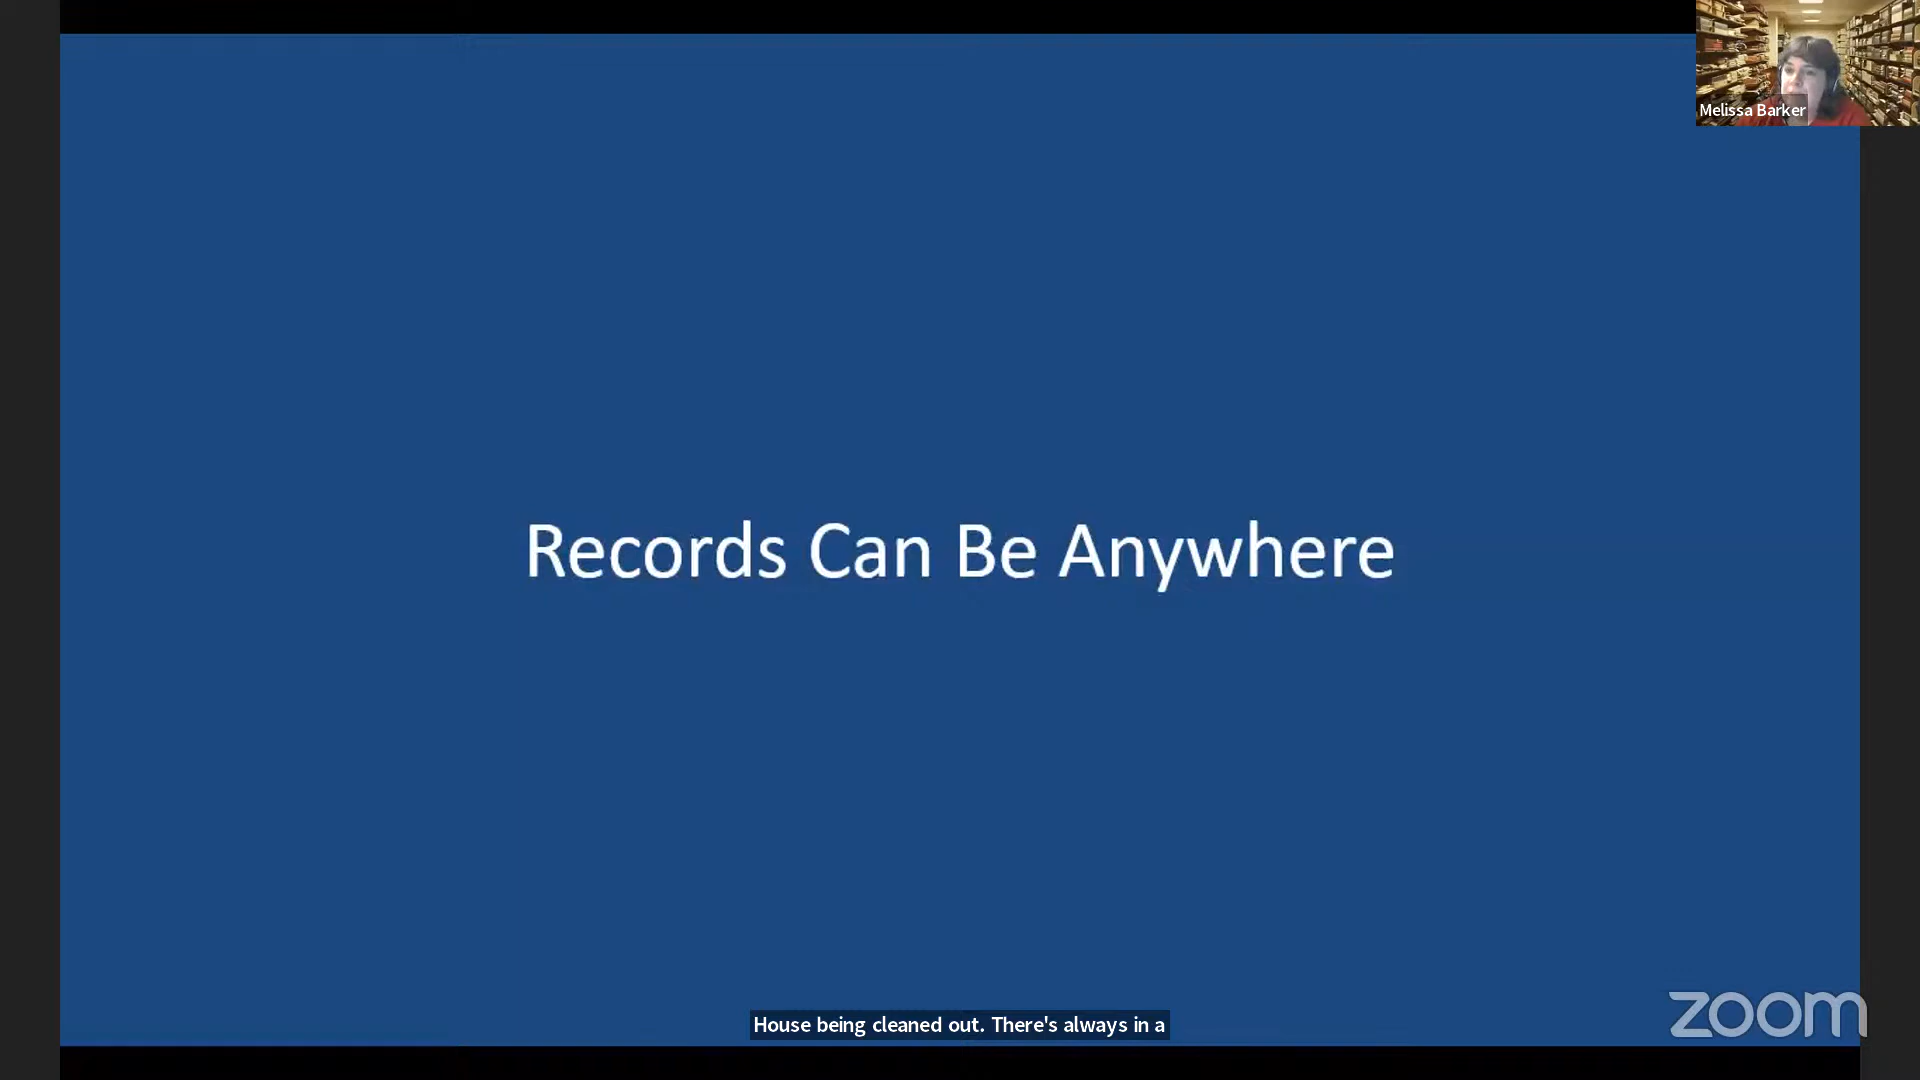 Melissa Barker
Records Can Be Anywhere
House being cleaned out. There's always in a
zoom